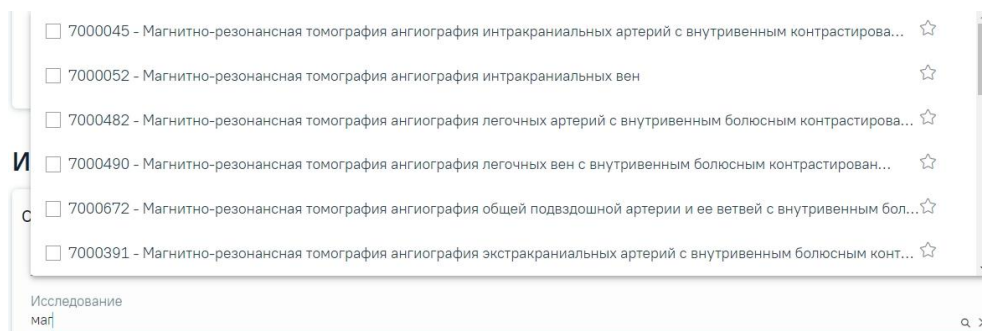 7000045 - Магнитно-резонансная томография ангиография интракраниальных артерий с внутривенным контрастирова...
7000052 - Магнитно-резонансная томография ангиография интракраниальных вен
7000482 - Магнитно-резонансная томография ангиография легочных артерий с внутривенным болюсным контрастирова...
И
7000490 - Магнитно-резонансная томография ангиография легочных вен с внутривенным болюсным контрастирован...
С
7000672 - Магнитно-резонансная томография ангиография общей подвздошной артерии и ее ветвей с внутривенным бол...
7000391 - Магнитно-резонансная томография ангиография экстракраниальных артерий с внутривенным болюсным конт...
Исследование
маг